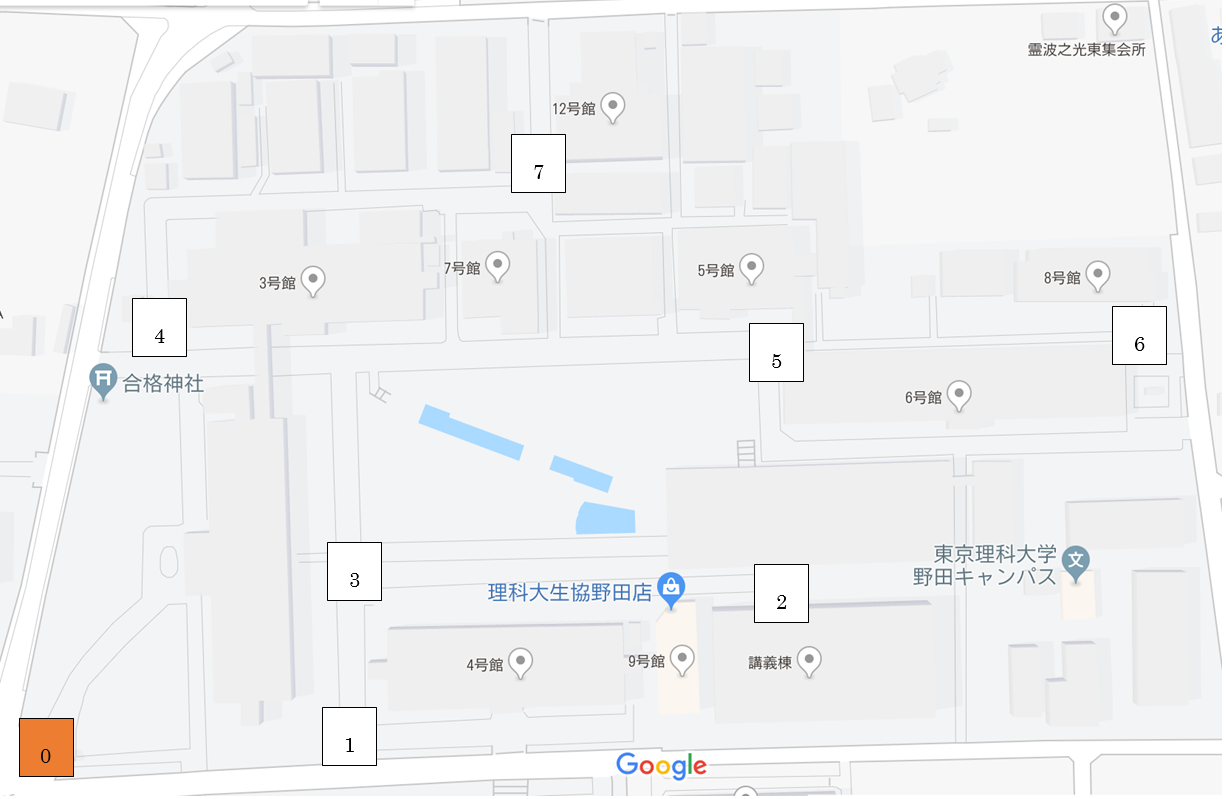 霊波之光東集会所
あ
12号館
7
3号館
7号館
5号館
8号館
4
5
6
合格神社
6号館
東京理科大学
野田キャンパス
3
理科大生協野田店
2
4号館
9号館
講義棟
1
0
Google